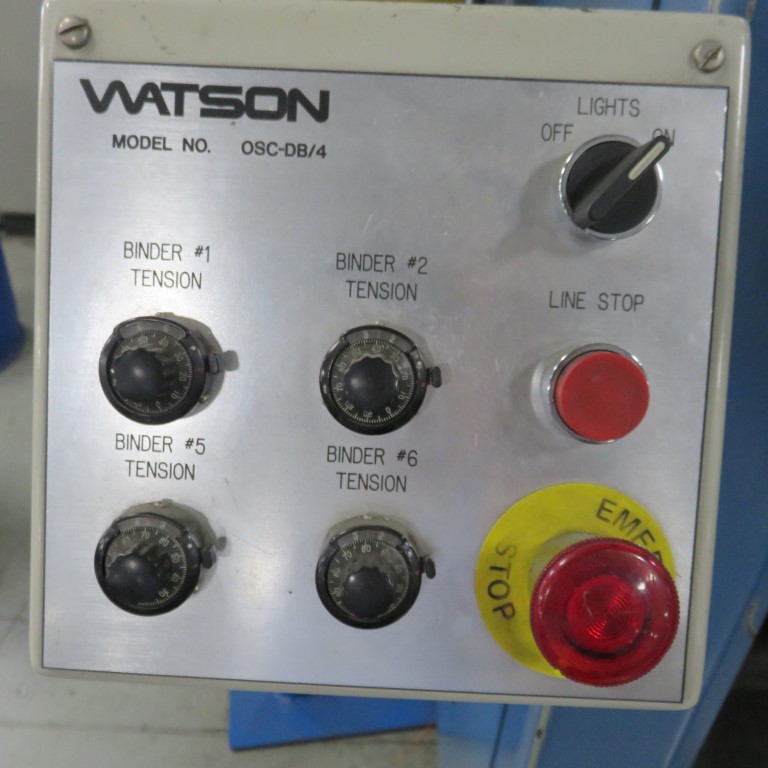 WATSON
MODEL NO. OSC-DB/4
LIGHTS
OFF ON
BINDER #1
TENSION
BINDER #2
TENSION
LINE STOP
BINDER #5
TENSION
BINDER #6
TENSION
STOP